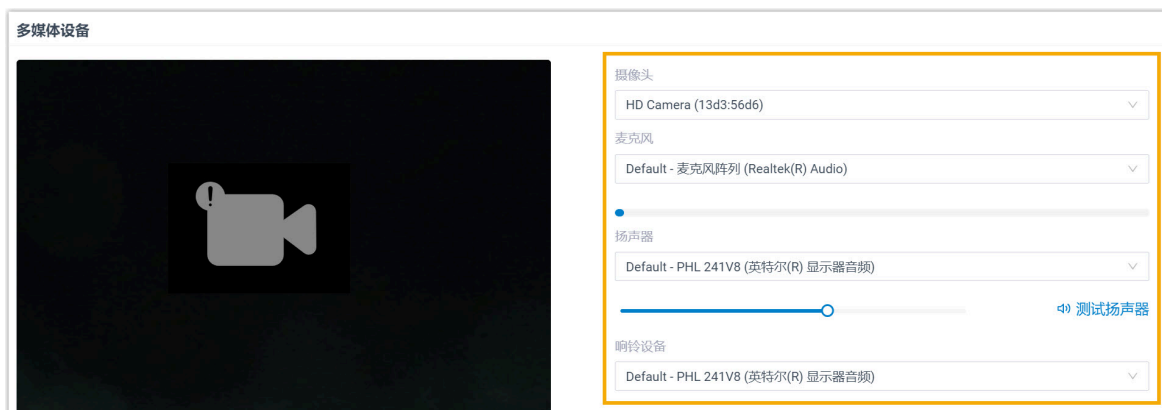 多媒体设备
摄像头
HD Camera (13d3:56d6)
麦克风
Default - 麦克风阵列 (Realtek(R) Audio)
扬声器
Default - PHL 241V8 (英特尔(R) 显示器音频)
测试扬声器
响铃设备
Default - PHL 241V8 (英特尔(R) 显示器音频)